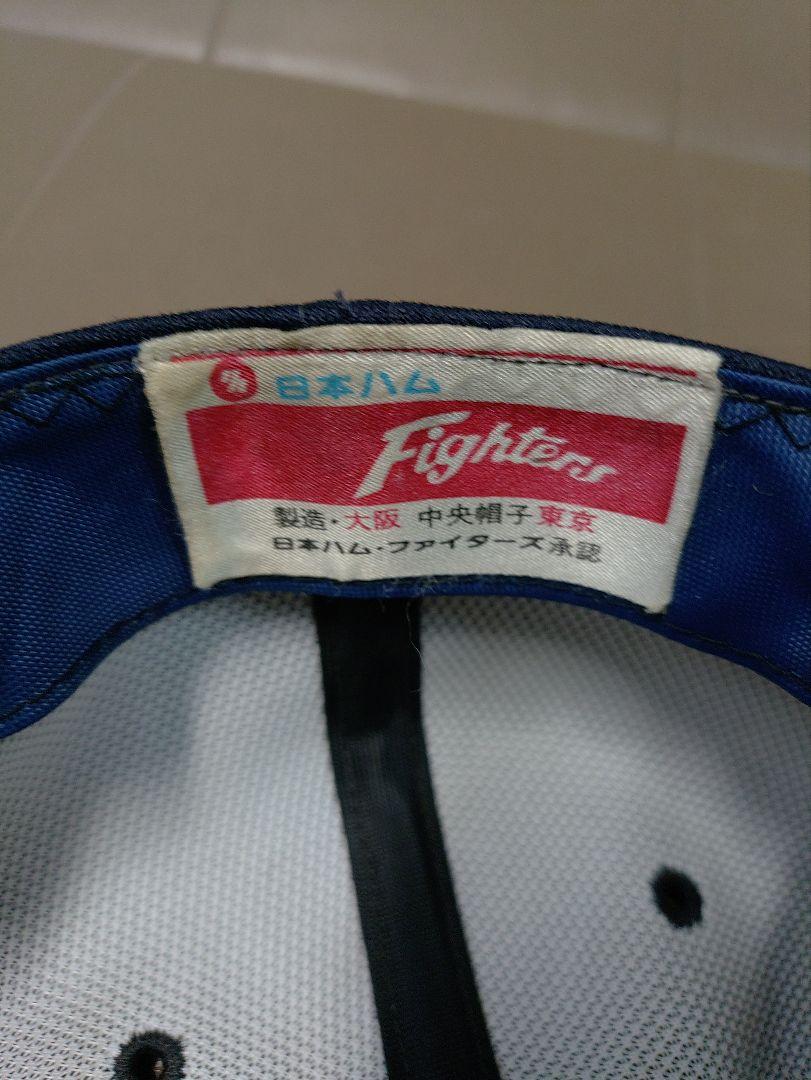 日本ハム
Fighters
製造・大阪 中央帽子 東京
日本ハム・ファイターズ承認